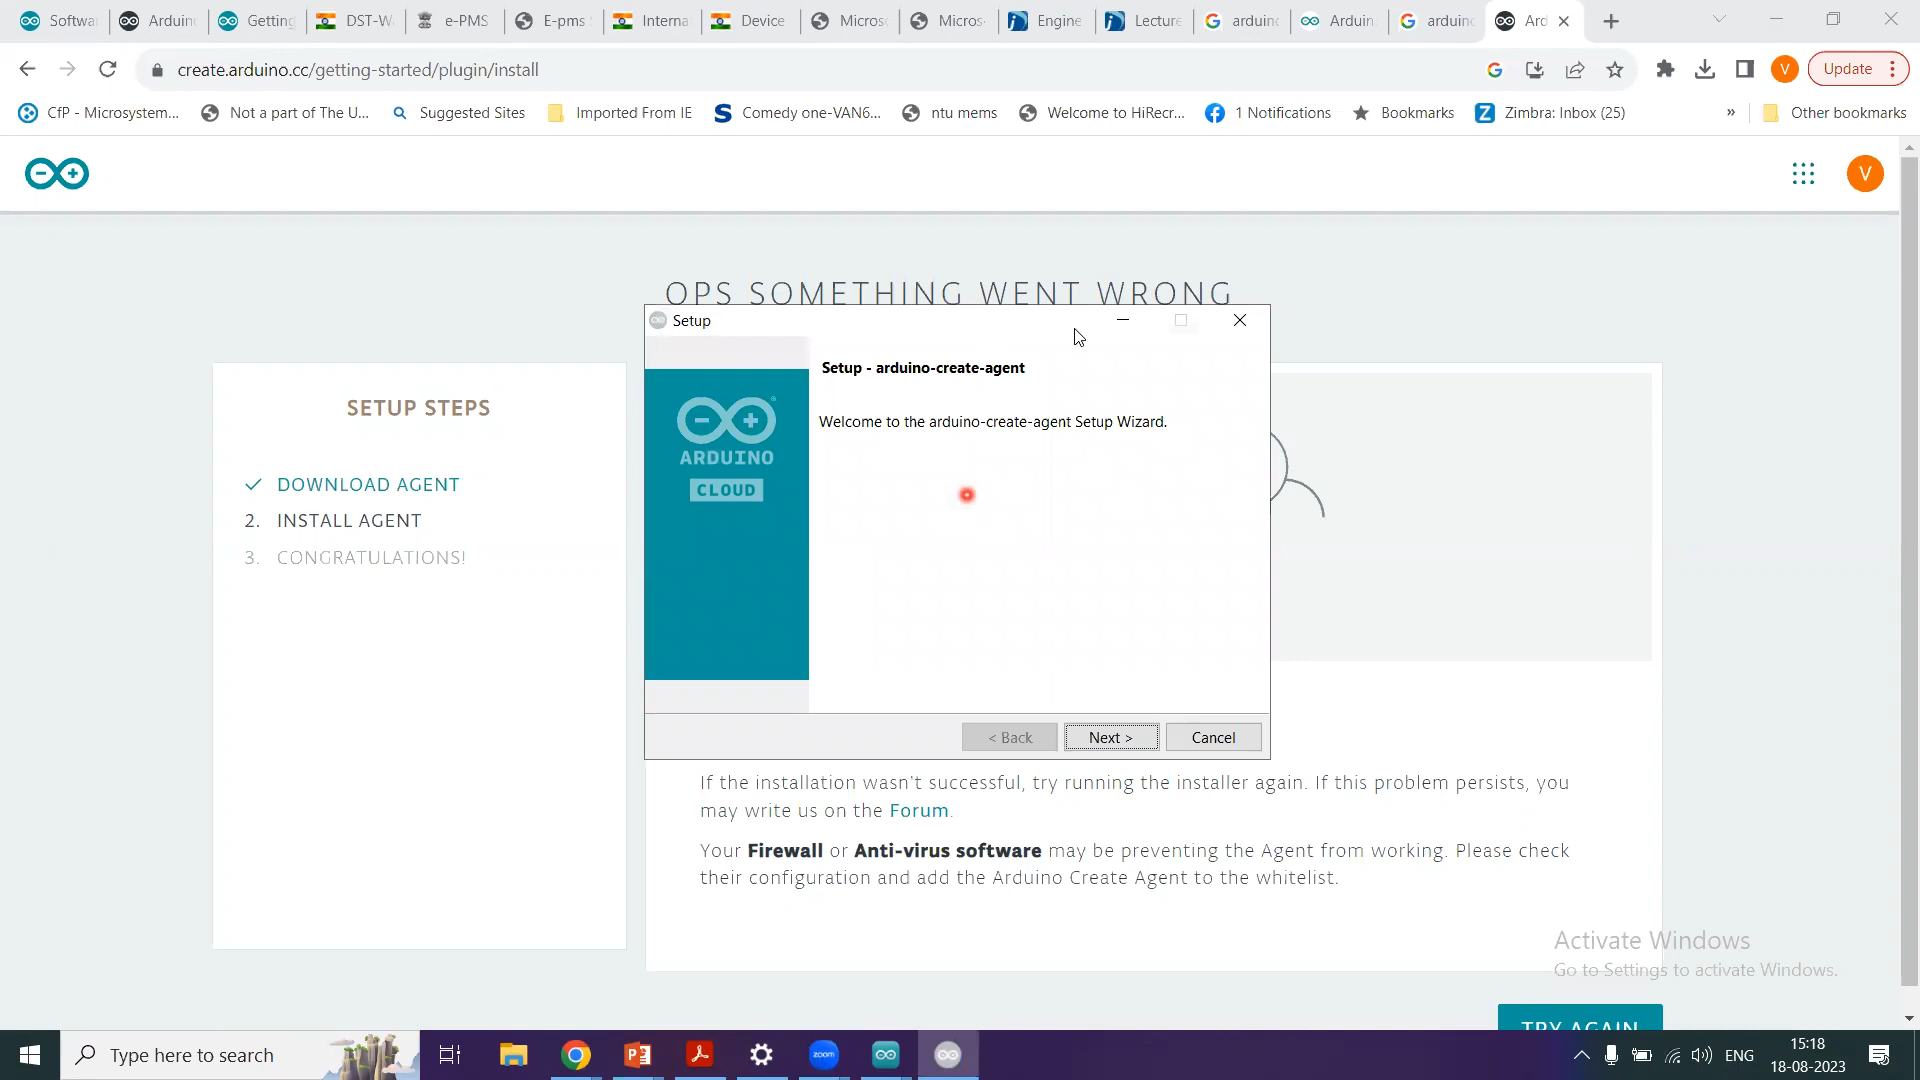 Softwa
Arduin
Getting
DST-W
e-PMS
E-pms
Interna
Device
Micros
Micros-
Engine
Lecture
arduino
Arduin
arduino
Ard
create.arduino.cc/getting-started/plugin/install
V
Update
CfP - Microsystem...
Not a part of The U...
Suggested Sites
Imported From IE
Comedy one-VAN6...
ntu mems
Welcome to HiRecr...
1 Notifications
Bookmarks
Zimbra: Inbox (25)
»
Other bookmarks
V
OPS SOMETHING WENT WRONG
Setup
SETUP STEPS
DOWNLOAD AGENT
2. INSTALL AGENT
3. CONGRATULATIONS!
ARDUINO
CLOUD
Setup - arduino-create-agent
Welcome to the arduino-create-agent Setup Wizard.
< Back
Next >
Cancel
If the installation wasn't successful, try running the installer again. If this problem persists, you
may write us on the Forum.
Your Firewall or Anti-virus software may be preventing the Agent from working. Please check
their configuration and add the Arduino Create Agent to the whitelist.
Activate Windows
Go to Settings to activate Windows.
TRY AGAIN
Type here to search
zoom
ENG
15:18
18-08-2023